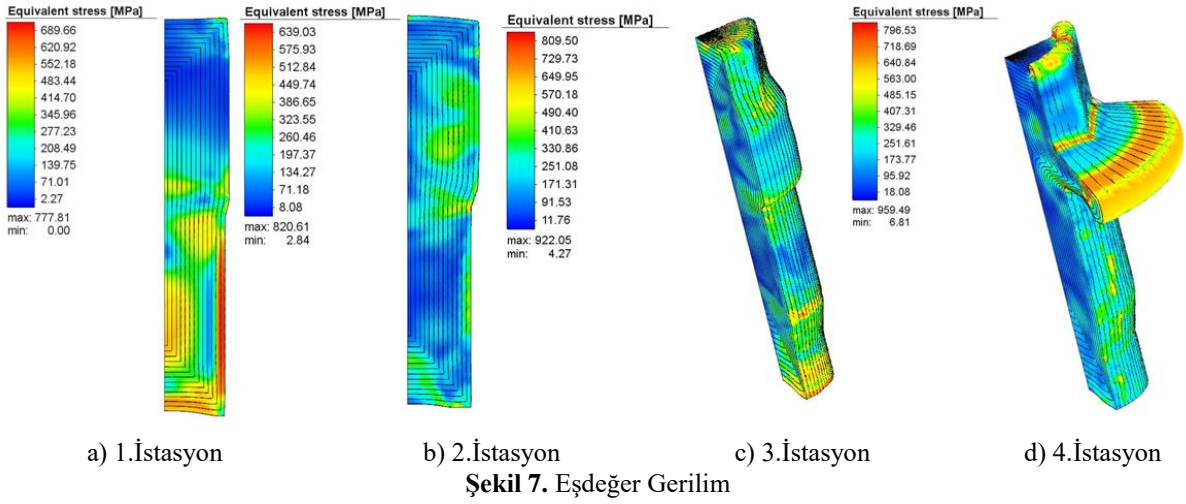 Equivalent stress [MPa]
689.66
620.92
552.18
483.44
414.70
345.96
277.23
208.49
139.75
71.01
2.27
max: 777.81
min: 0.00
Equivalent stress [MPa]
639.03
575.93
512.84
449.74
386.65
323.55
260.46
197.37
134.27
71.18
8.08
max: 820.61
min: 2.84
Equivalent stress [MPa]
809.50
729.73
649.95
570.18
490.40
410.63
330.86
251.08
171.31
91.53
11.76
max: 922.05
min: 4.27
Equivalent stress [MPa]
796.53
718.69
640.84
563.00
485.15
407.31
329.46
251.61
173.77
95.92
18.08
max: 959.49
min: 6.81
a) 1.İstasyon
b) 2.İstasyon
c) 3.İstasyon
d) 4.İstasyon
Şekil 7. Eşdeğer Gerilim